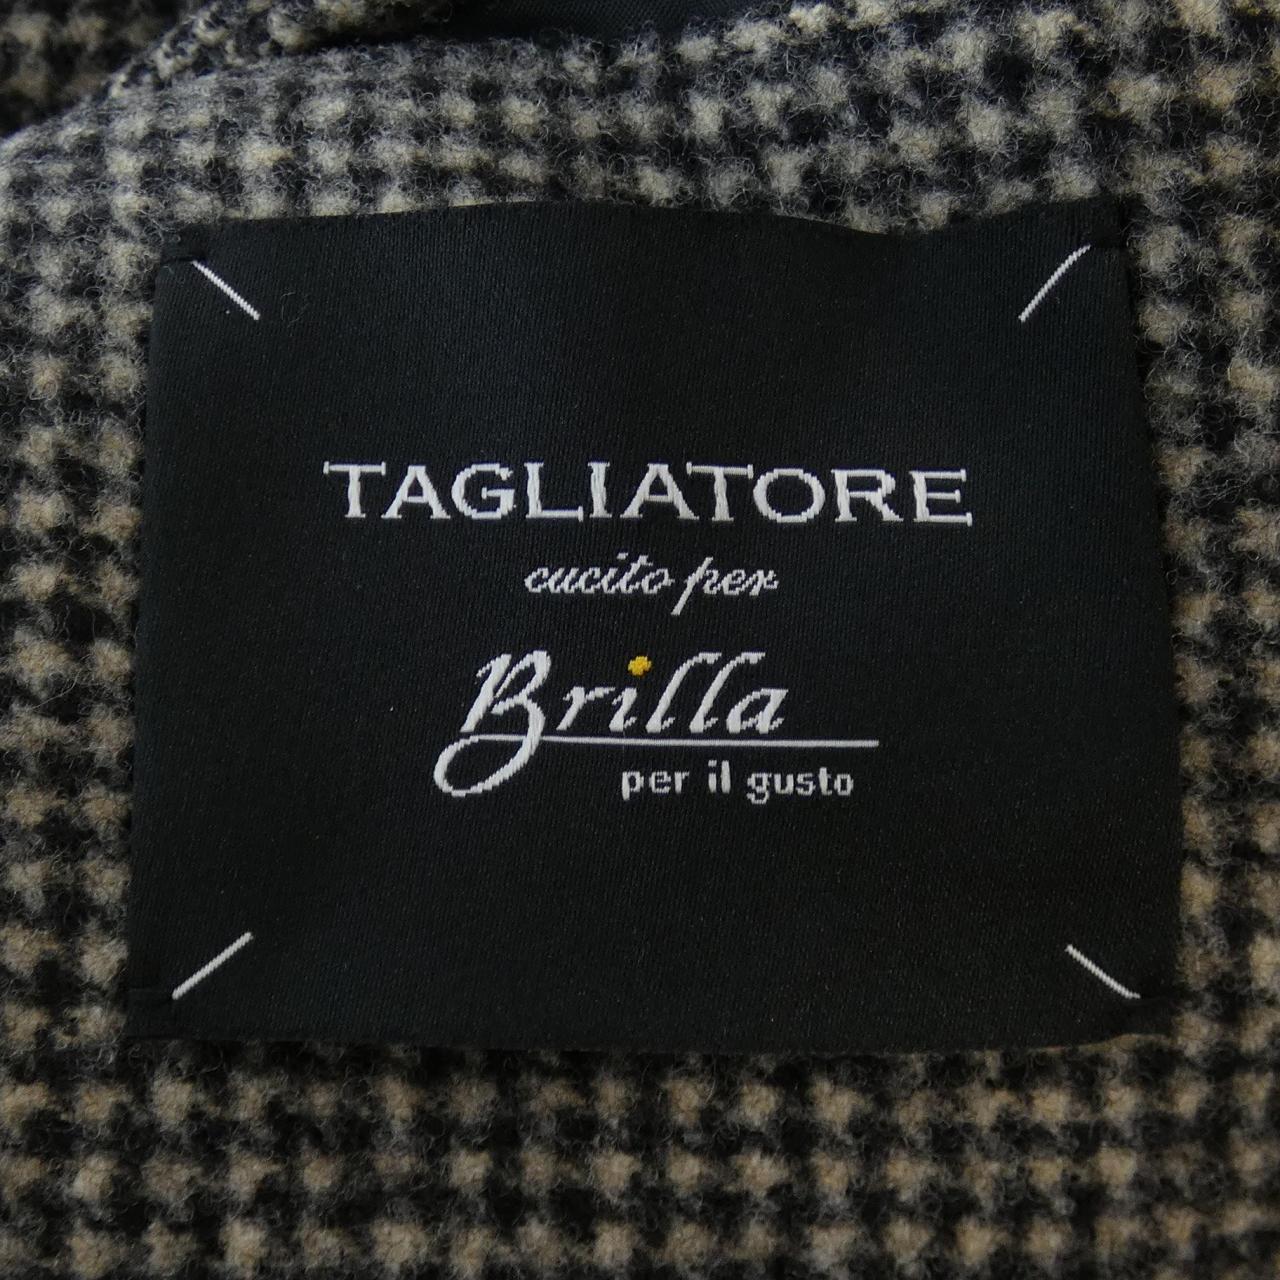 TAGLIATORE
cucito per
Brilla
per il gusto